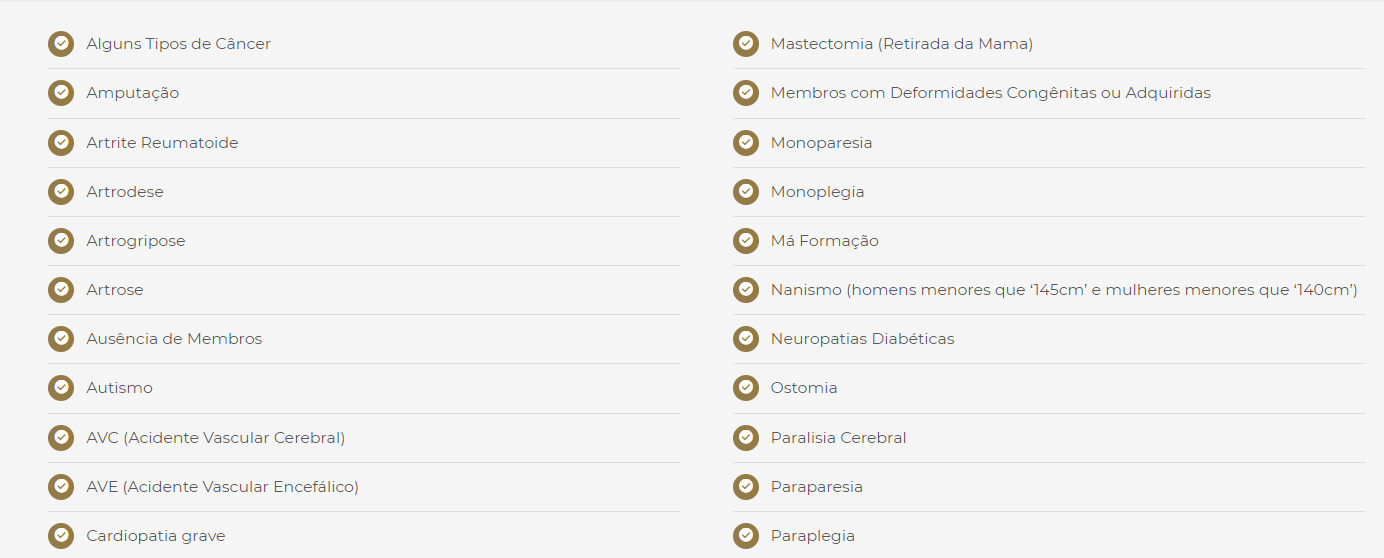 Alguns Tipos de Câncer
Amputação
Artrite Reumatoide
Artrodese
Artrogripose
Artrose
Ausência de Membros
Autismo
AVC (Acidente Vascular Cerebral)
AVE (Acidente Vascular Encefálico)
Cardiopatia grave
Mastectomia (Retirada da Mama)
Membros com Deformidades Congênitas ou Adquiridas
Monoparesia
Monoplegia
Má Formação
Nanismo (homens menores que ‘145cm’ e mulheres menores que ‘140cm’)
Neuropatias Diabéticas
Ostomia
Paralisia Cerebral
Paraparesia
Paraplegia